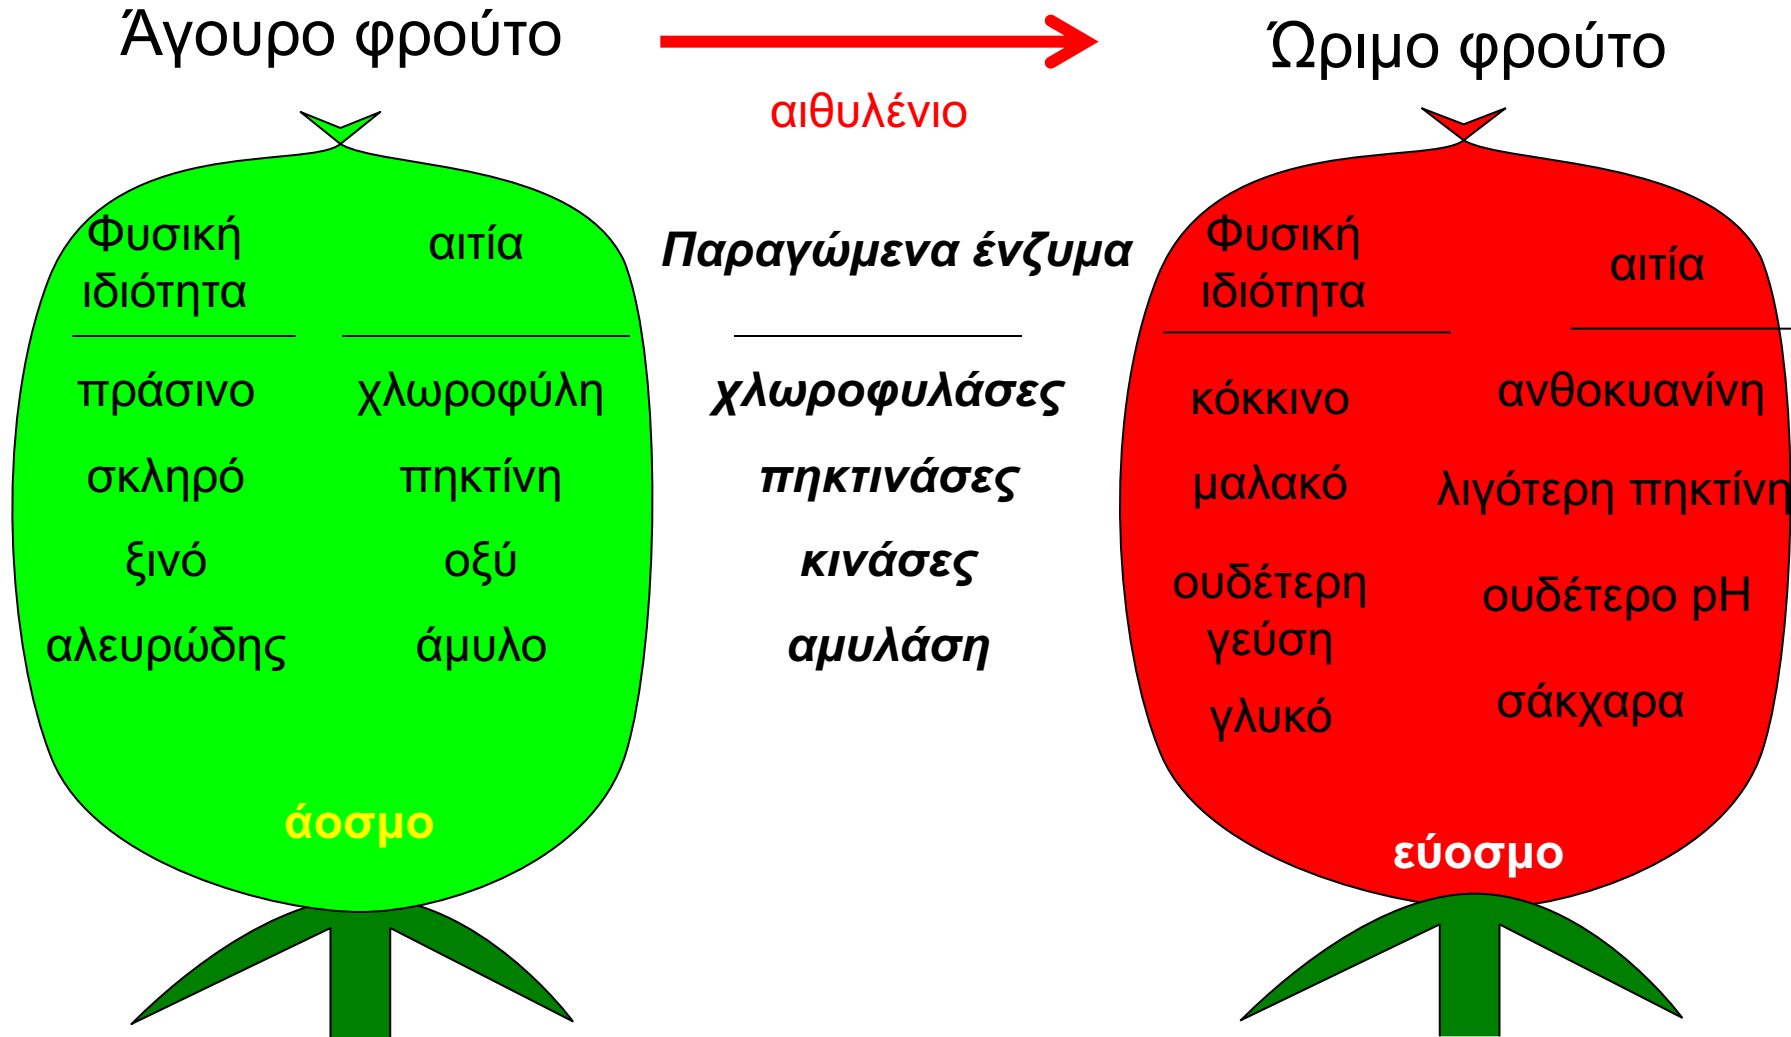 Άγουρο φρούτο
αιθυλένιο
Ώριμο φρούτο
Φυσική
ιδιότητα
αιτία
Παραγώμενα ένζυμα
Φυσική
ιδιότητα
αιτία
πράσινο
χλωροφύλη
χλωροφυλάσες
κόκκινο
ανθοκυανίνη
σκληρό
πηκτίνη
πηκτινάσες
μαλακό
λιγότερη πηκτίνη
ξινό
οξύ
κινάσες
ουδέτερη
γεύση
ουδέτερο pH
αλευρώδης
άμυλο
αμυλάση
γλυκό
σάκχαρα
άοσμο
εύοσμο